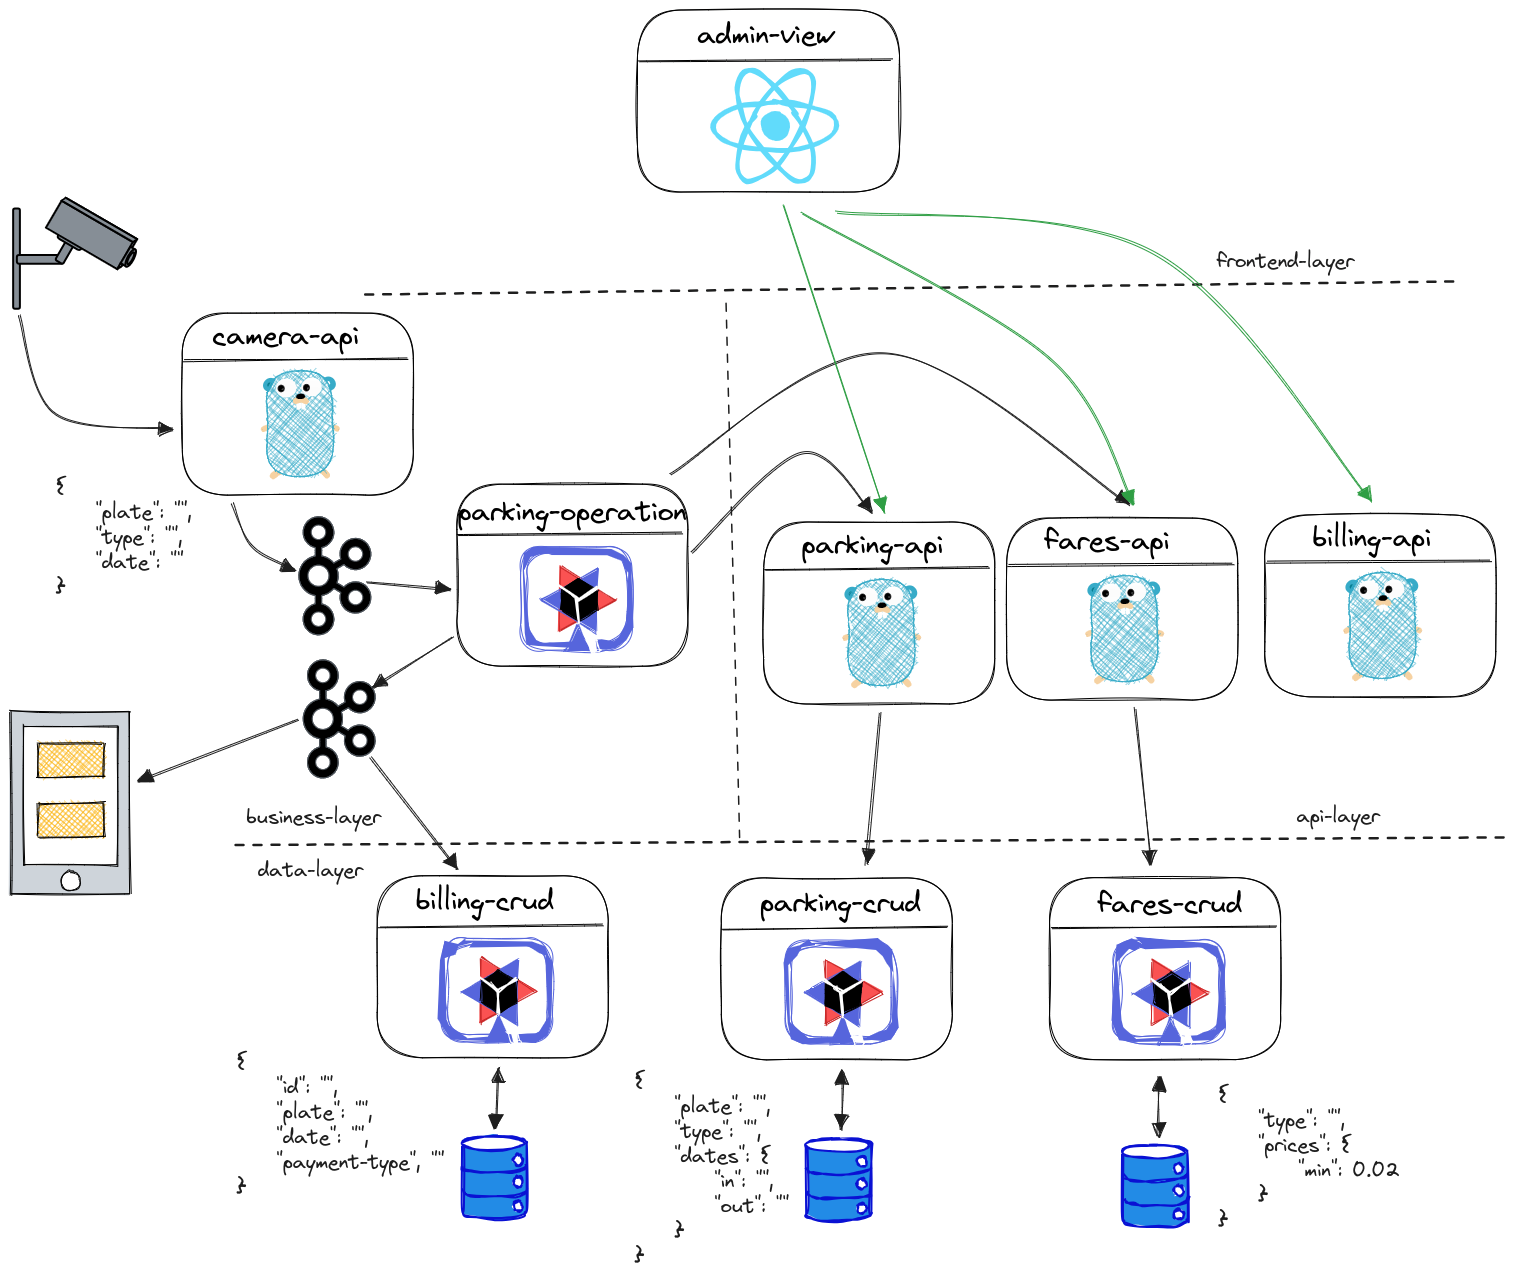 admin-view
frontend-layer
camera-api
{
"plate": "",
"type": "",
"date": ""
}
parking-operation
parking-api
fares-api
billing-api
business-layer
api-layer
data-layer
billing-crud
parking-crud
fares-crud
{
"id": "",
"plate": "",
"date": "",
"payment-type", ""
}
{
"plate": "",
"type": "",
"dates": {
"in": "",
"out": ""
}
}
{
"type": "",
"prices": {
"min": 0.02
}
}